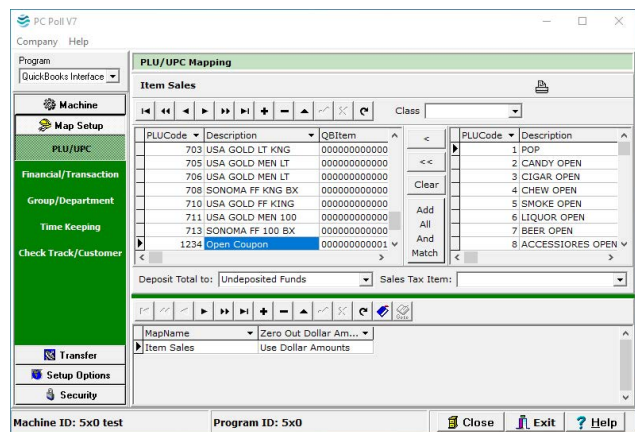 PC Poll V7
Company Help
Program
QuickBooks Interface
Machine
Map Setup
PLU/UPC
Financial/Transaction
Group/Department
Time Keeping
Check Track/Customer
Transfer
Setup Options
Security
PLU/UPC Mapping
Item Sales
Class
PLUCode Description QBItem
703 USA GOLD LT KNG 000000000000
705 USA GOLD MEN LT 000000000000
706 USA GOLD MEN LT 000000000000
708 SONOMA FF KNG BX 000000000000
710 USA GOLD FF KING 000000000000
711 USA GOLD MEN 100 000000000000
713 SONOMA FF 100 BX 000000000000
1234 Open Coupon 000000000001
<
<<
Clear
Add
All
And
Match
PLUCode Description
1 POP
2 CANDY OPEN
3 CIGAR OPEN
4 CHEW OPEN
5 SMOKE OPEN
6 LIQUOR OPEN
7 BEER OPEN
8 ACCESSIORES OPEN
Deposit Total to: Undeposited Funds Sales Tax Item:
MapName Zero Out Dollar Am...
Item Sales Use Dollar Amounts
Machine ID: 5x0 test Program ID: 5x0 Close Exit Help